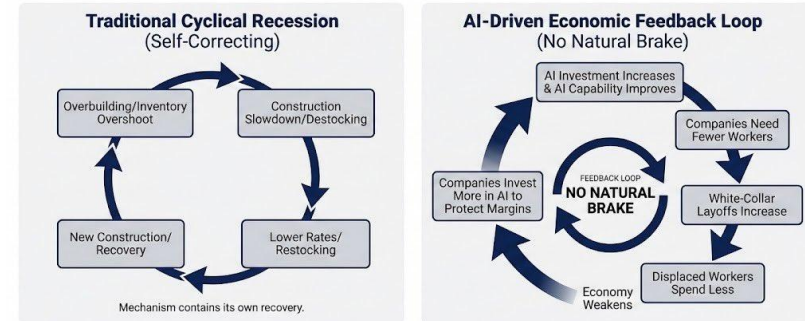 Traditional Cyclical Recession
(Self-Correcting)
Overbuilding/Inventory
Overshoot
Construction
Slowdown/Destocking
New Construction/
Recovery
Lower Rates/
Restocking
Mechanism contains its own recovery.
AI-Driven Economic Feedback Loop
(No Natural Brake)
AI Investment Increases
& AI Capability Improves
Companies Need
Fewer Workers
White-Collar
Layoffs Increase
Displaced Workers
Spend Less
Economy
Weakens
Companies Invest
More in AI to
Protect Margins
FEEDBACK LOOP
NO NATURAL
BRAKE